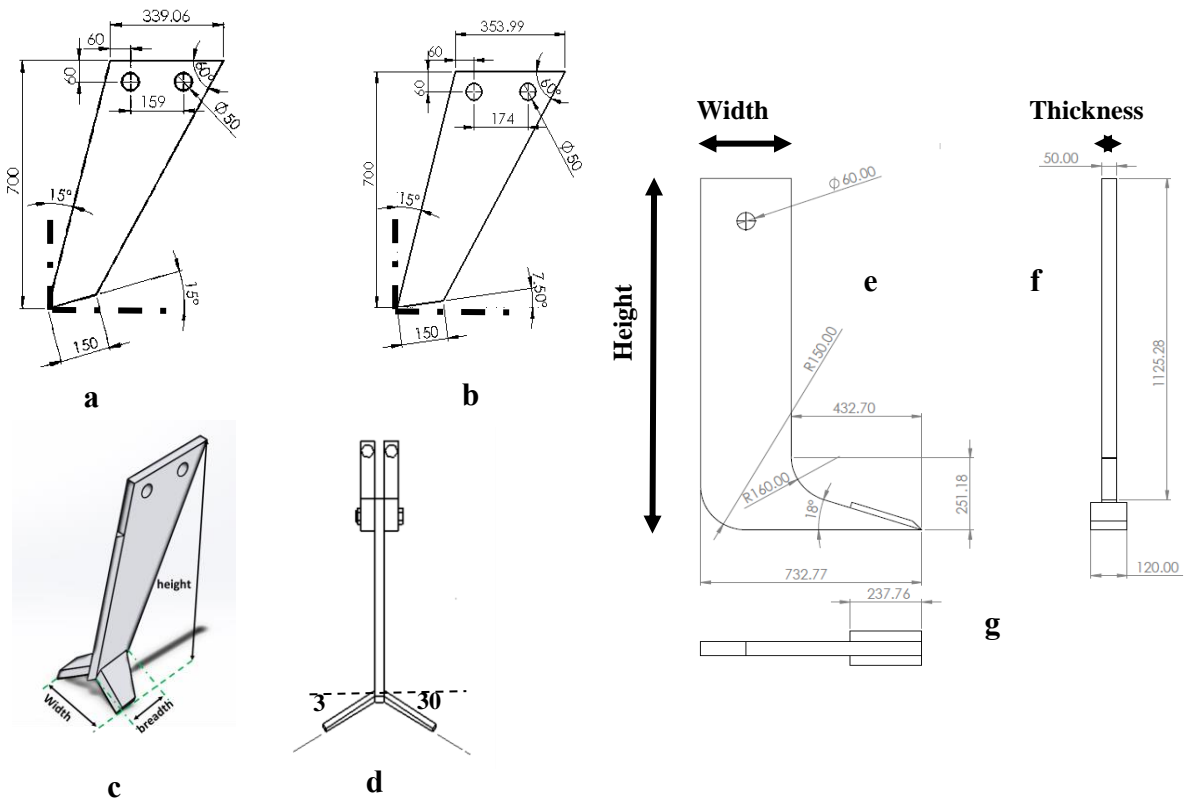 339.06
60
60
60°
159
Ø50
700
15°
15°
150
a
353.99
60
60
60°
174
Ø50
700
15°
7.50°
150
b
Width
Thickness
50.00
Ø60.00
e
f
Height
R150.00
432.70
1125.28
R160.00
18°
251.18
732.77
120.00
237.76
g
height
Width
breadth
c
3
30
d